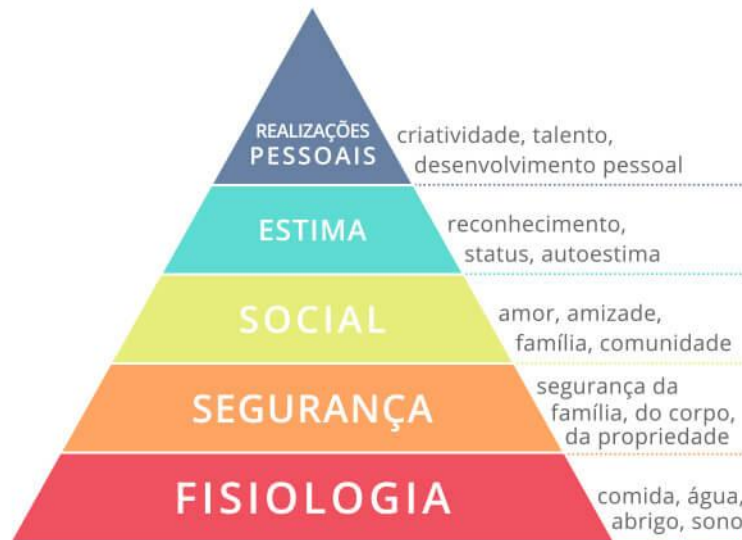 REALIZAÇÕES
PESSOAIS
criatividade, talento,
desenvolvimento pessoal
ESTIMA
reconhecimento,
status, autoestima
SOCIAL
amor, amizade,
família, comunidade
SEGURANÇA
segurança da
família, do corpo,
da propriedade
FISIOLOGIA
comida, água,
abrigo, sono